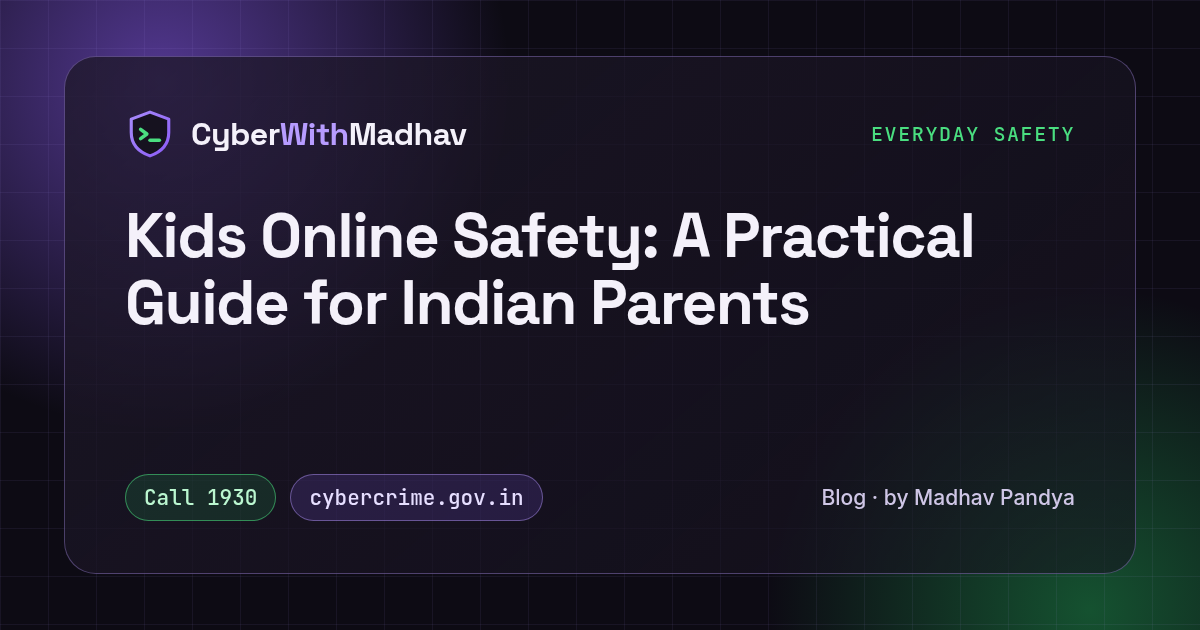 CyberWithMadhav
EVERYDAY SAFETY
Kids Online Safety: A Practical
Guide for Indian Parents
Call 1930
cybercrime.gov.in
Blog · by Madhav Pandya